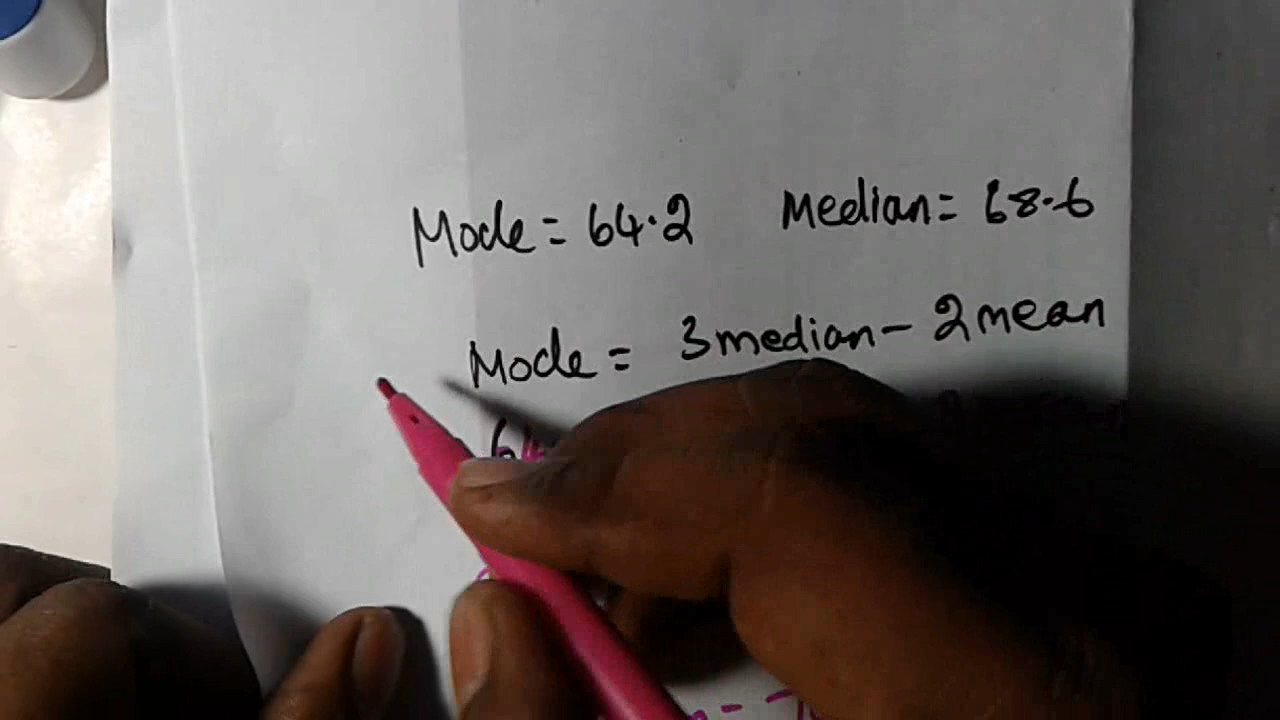 Mode = 64.2 Median = 68.6
Mode = 3median - 2mean